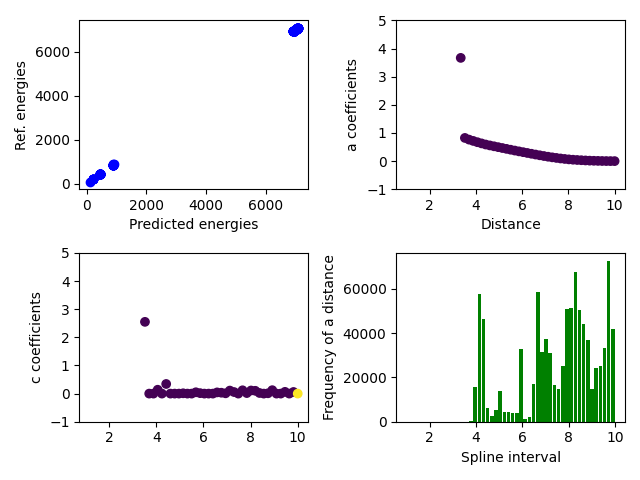 6000
4000
2000
0
Ref. energies
0 2000 4000 6000
Predicted energies
5
4
3
2
1
0
−1
a coefficients
2 4 6 8 10
Distance
5
4
3
2
1
0
−1
c coefficients
2 4 6 8 10
60000
40000
20000
0
Frequency of a distance
2 4 6 8 10
Spline interval